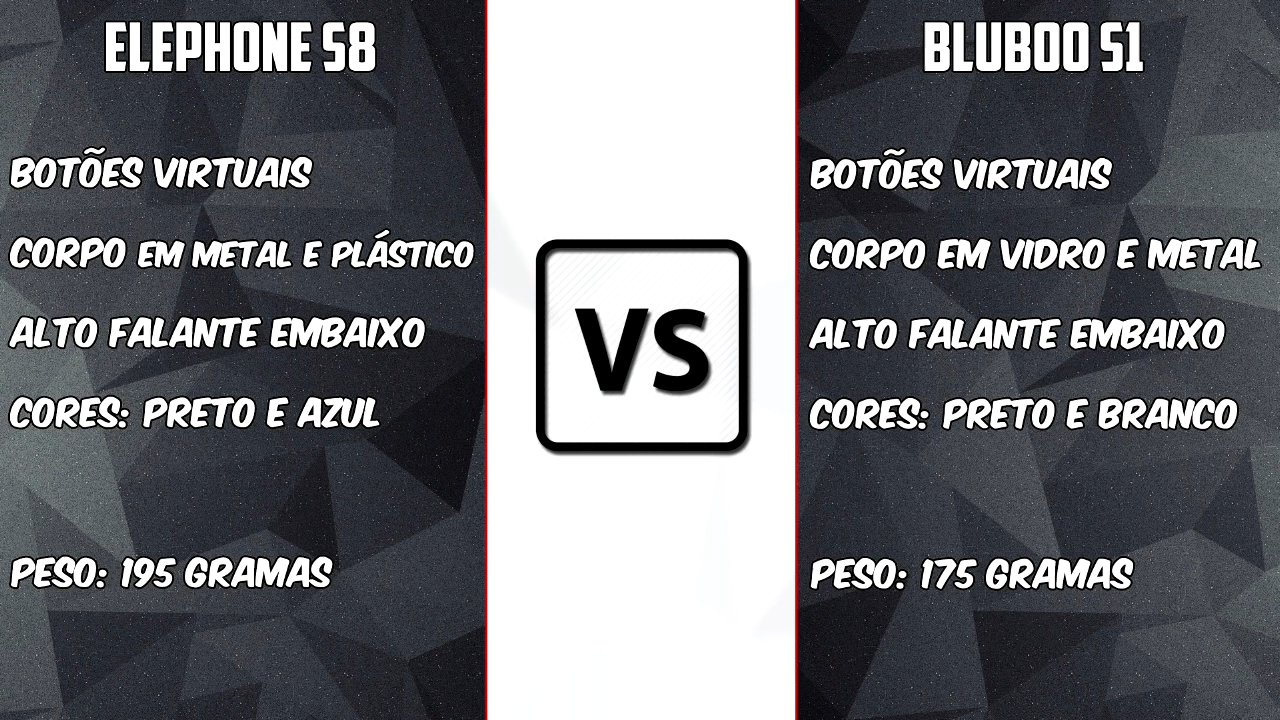 ELEPHONE S8
BOTÕES VIRTUAIS
CORPO EM METAL E PLÁSTICO
ALTO FALANTE EMBAIXO
CORES: PRETO E AZUL
PESO: 195 GRAMAS
VS
BLUBOO S1
BOTÕES VIRTUAIS
CORPO EM VIDRO E METAL
ALTO FALANTE EMBAIXO
CORES: PRETO E BRANCO
PESO: 175 GRAMAS